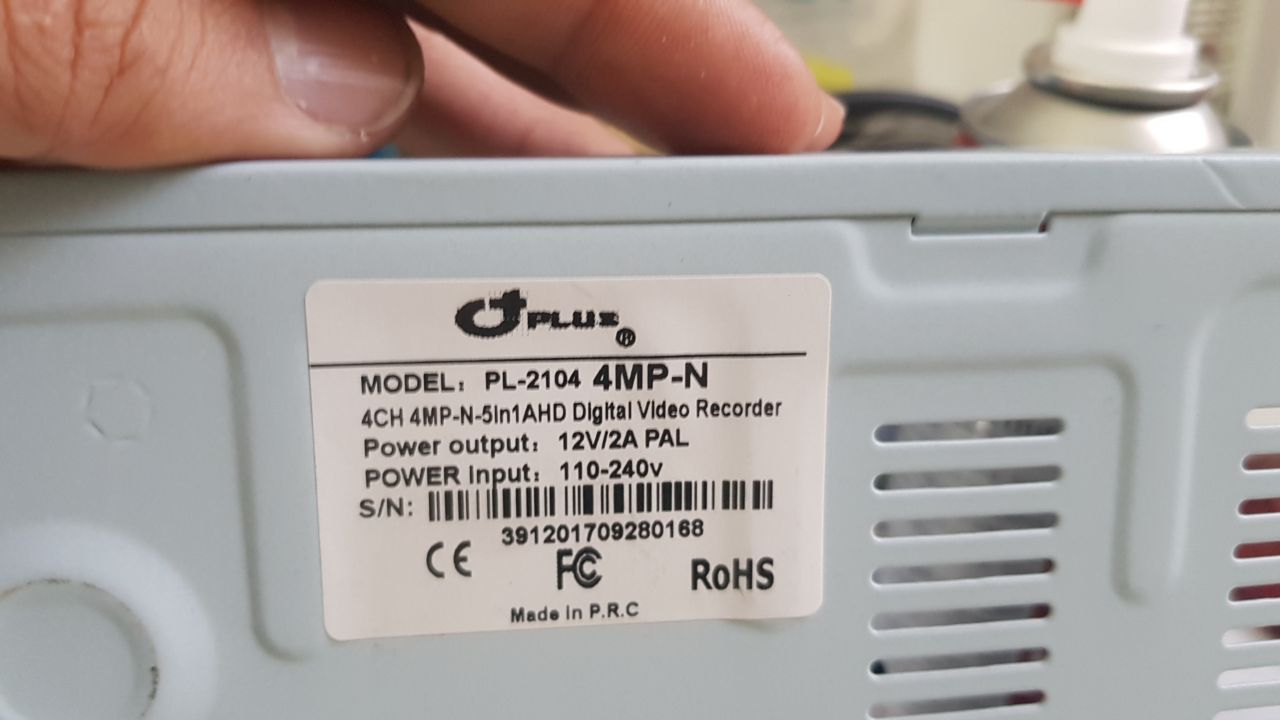 PLUS®
MODEL: PL-2104 4MP-N
4CH 4MP-N-5in1AHD Digital Video Recorder
Power output: 12V/2A PAL
POWER Input: 110-240v
S/N:
391201709280168
CE FC RoHS
Made in P.R.C